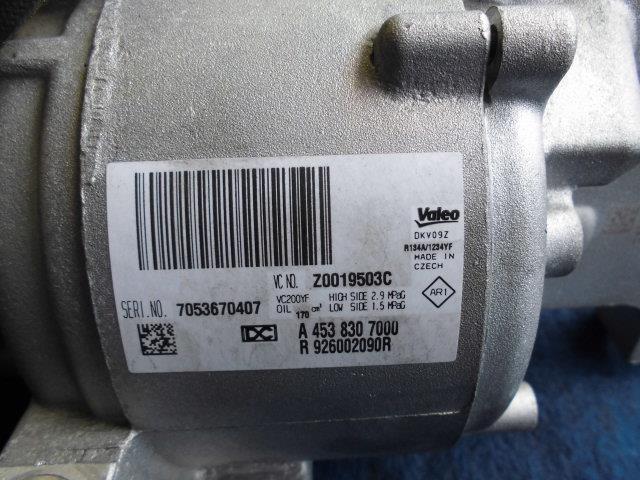 Valeo
DKV09Z
R134A/1234YF
MADE IN
CZECH
AR1
VC NO. Z0019503C
SERI.NO. 7053670407
VC200YF HIGH SIDE 2.9 MPaG
OIL 170 cm³ LOW SIDE 1.5 MPaG
A 453 830 7000
R 926002090R